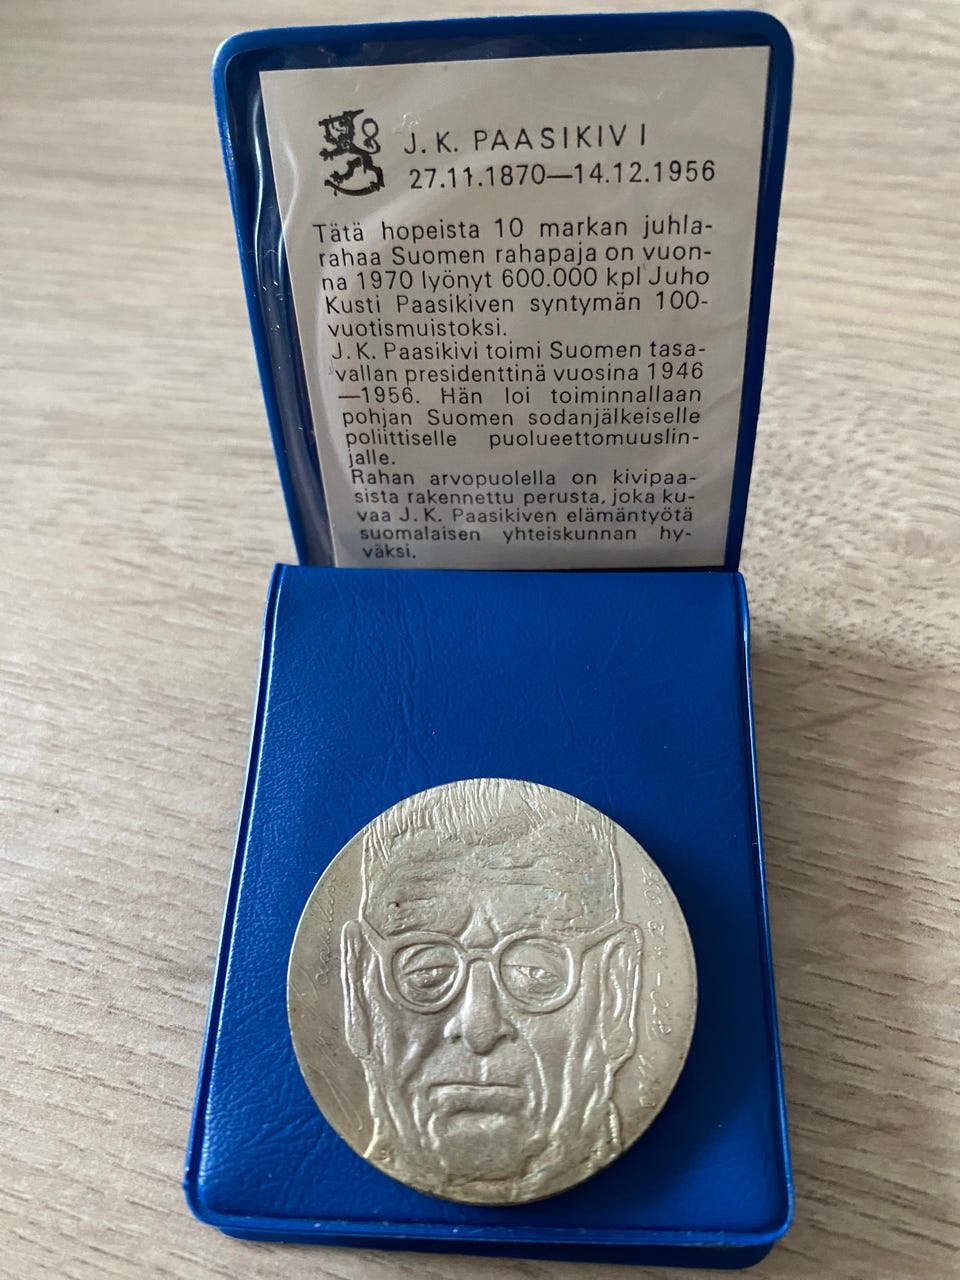 J. K. PAASIKIVI
27.11.1870—14.12.1956
Tätä hopeista 10 markan juhla-
rahaa Suomen rahapaja on vuon-
na 1970 lyönyt 600.000 kpl Juho
Kusti Paasikiven syntymän 100-
vuotismuistoksi.
J. K. Paasikivi toimi Suomen tasa-
vallan presidenttinä vuosina 1946
—1956. Hän loi toiminnallaan
pohjan Suomen sodanjälkeiselle
poliittiselle puolueettomuuslin-
jalle.
Rahan arvopuolella on kivipaa-
sista rakennettu perusta, joka ku-
vaa J. K. Paasikiven elämäntyötä
suomalaisen yhteiskunnan hy-
väksi.